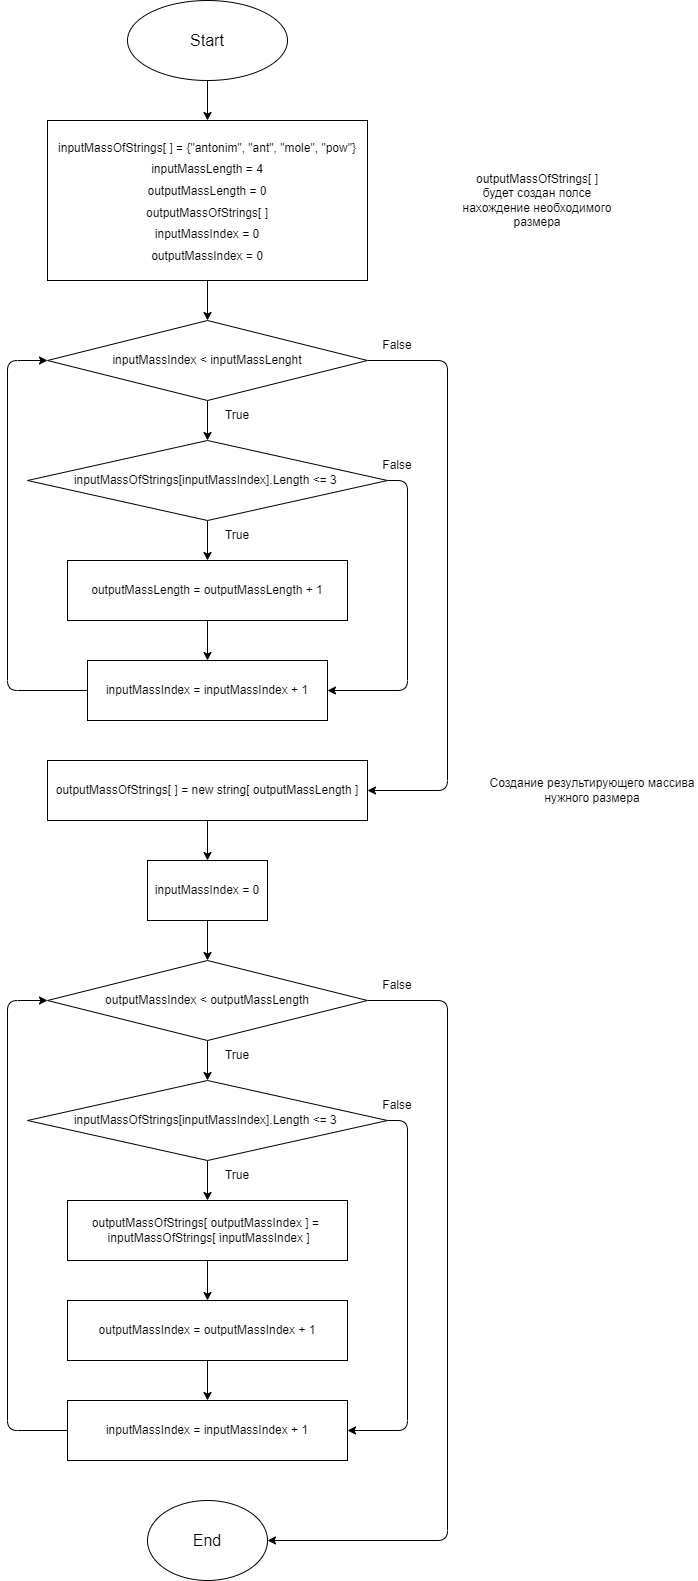 Start
inputMassOfStrings[ ] = {"antonim", "ant", "mole", "pow"}
inputMassLength = 4
outputMassLength = 0
outputMassOfStrings[ ]
inputMassIndex = 0
outputMassIndex = 0
outputMassOfStrings[ ]
будет создан полсе
нахождение необходимого
размера
inputMassIndex < inputMassLenght
False
True
inputMassOfStrings[inputMassIndex].Length <= 3
False
True
outputMassLength = outputMassLength + 1
inputMassIndex = inputMassIndex + 1
outputMassOfStrings[ ] = new string[ outputMassLength ]
Создание результирующего массива
нужного размера
inputMassIndex = 0
outputMassIndex < outputMassLength
False
True
inputMassOfStrings[inputMassIndex].Length <= 3
False
True
outputMassOfStrings[ outputMassIndex ] =
inputMassOfStrings[ inputMassIndex ]
outputMassIndex = outputMassIndex + 1
inputMassIndex = inputMassIndex + 1
End